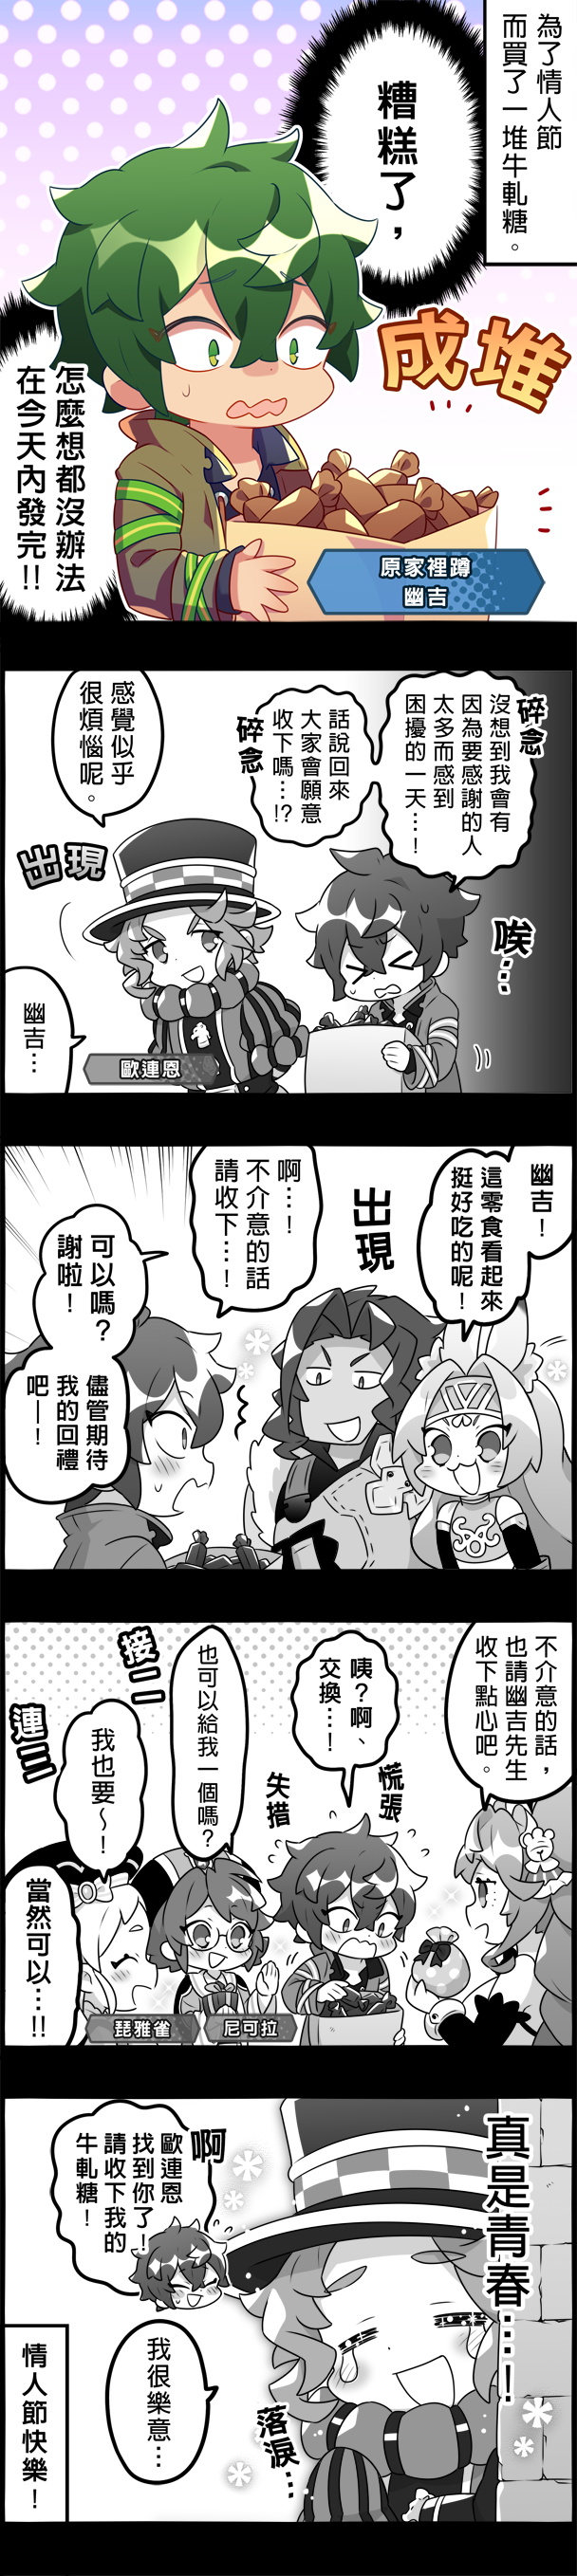 為了情人節
而買了一堆牛軋糖。
糟糕了，
成堆
怎麼想都沒辦法
在今天內發完!!
原家裡蹲
幽吉
碎念
沒想到我會有
因為要感謝的人
太多而感到
困擾的一天…！
話說回來
大家會願意
收下嗎…!?
碎念
唉…
感覺似乎
很煩惱呢。
出現
幽吉…
歐連恩
幽吉！
這零食看起來
挺好吃的呢！
出現
啊…！
不介意的話
請收下…！
可以嗎？
謝啦！
儘管期待
我的回禮
吧—！
不介意的話，
也請幽吉先生
收下點心吧。
咦？啊、
交換…！
慌張
失措
也可以給我一個嗎？
接二
連三
我也要～！
當然可以…!!
琵雅雀
尼可拉
真是青春…！
啊
歐連恩
找到你了！
請收下我的
牛軋糖！
我很樂意…
落淚…
情人節快樂！